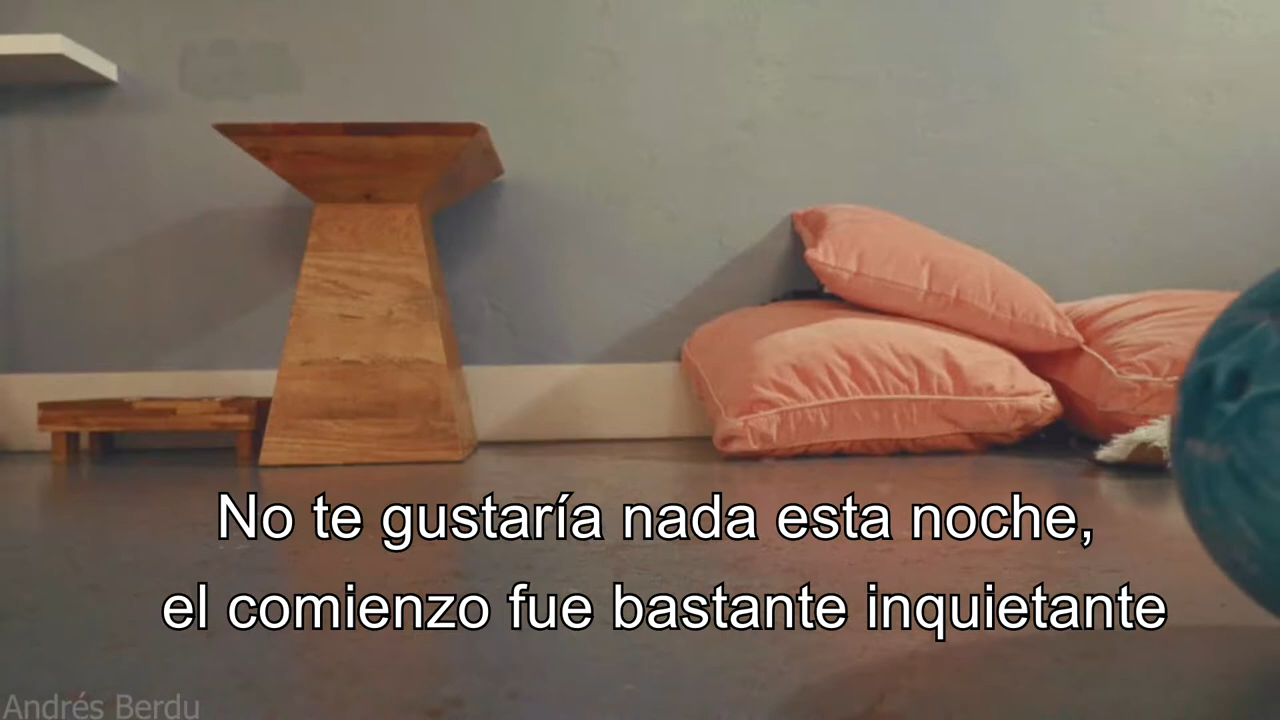 No te gustaría nada esta noche,
el comienzo fue bastante inquietante
Andrés Berdu